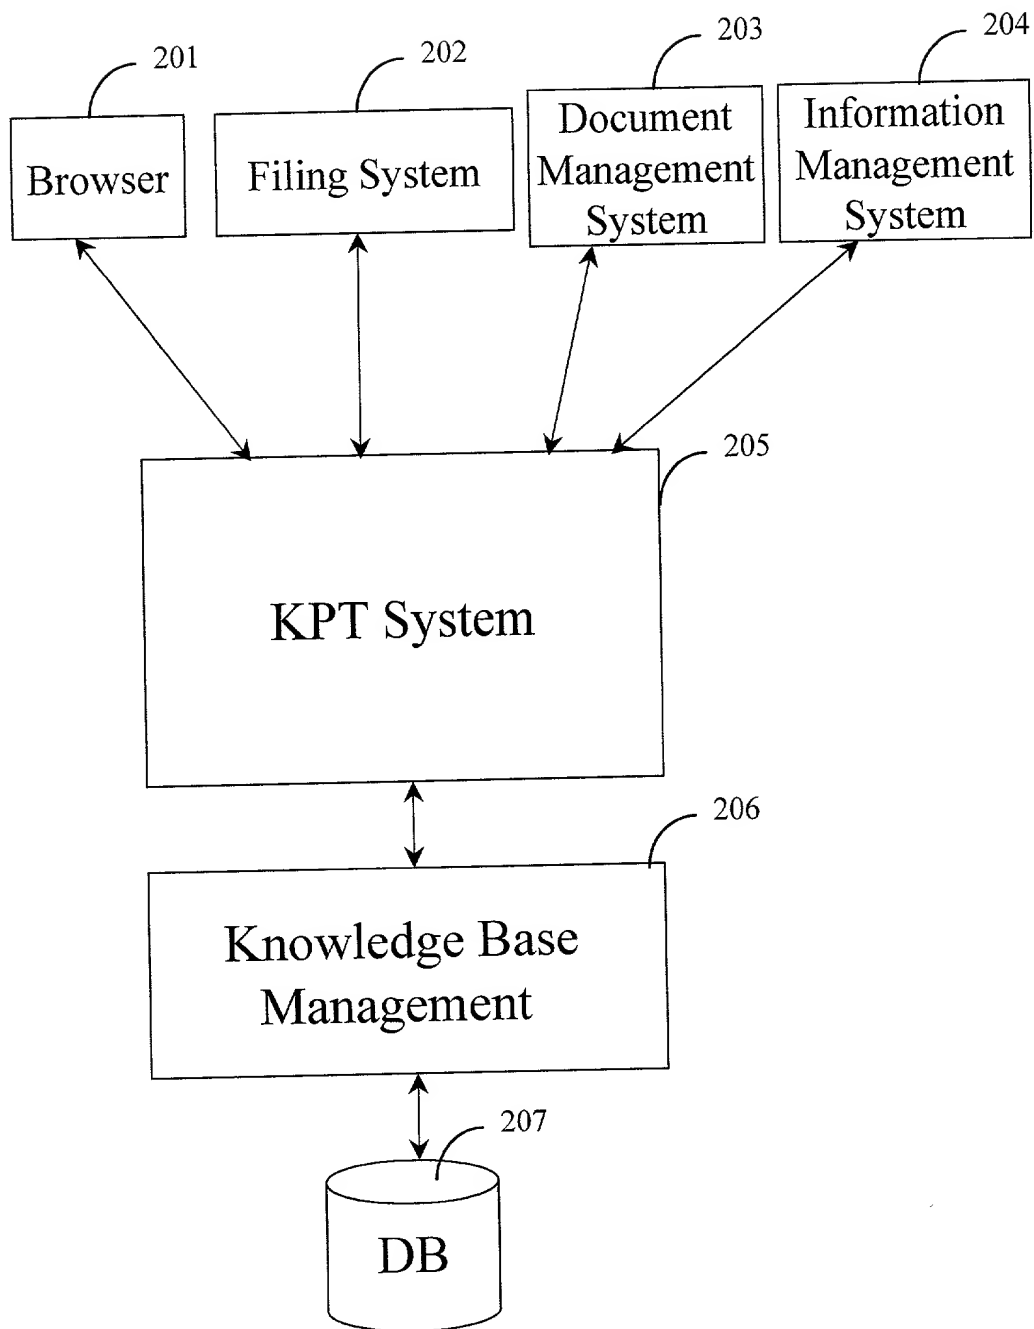 201
202
203
204
Browser
Filing System
Document
Management
System
Information
Management
System
205
KPT System
206
Knowledge Base
Management
207
DB